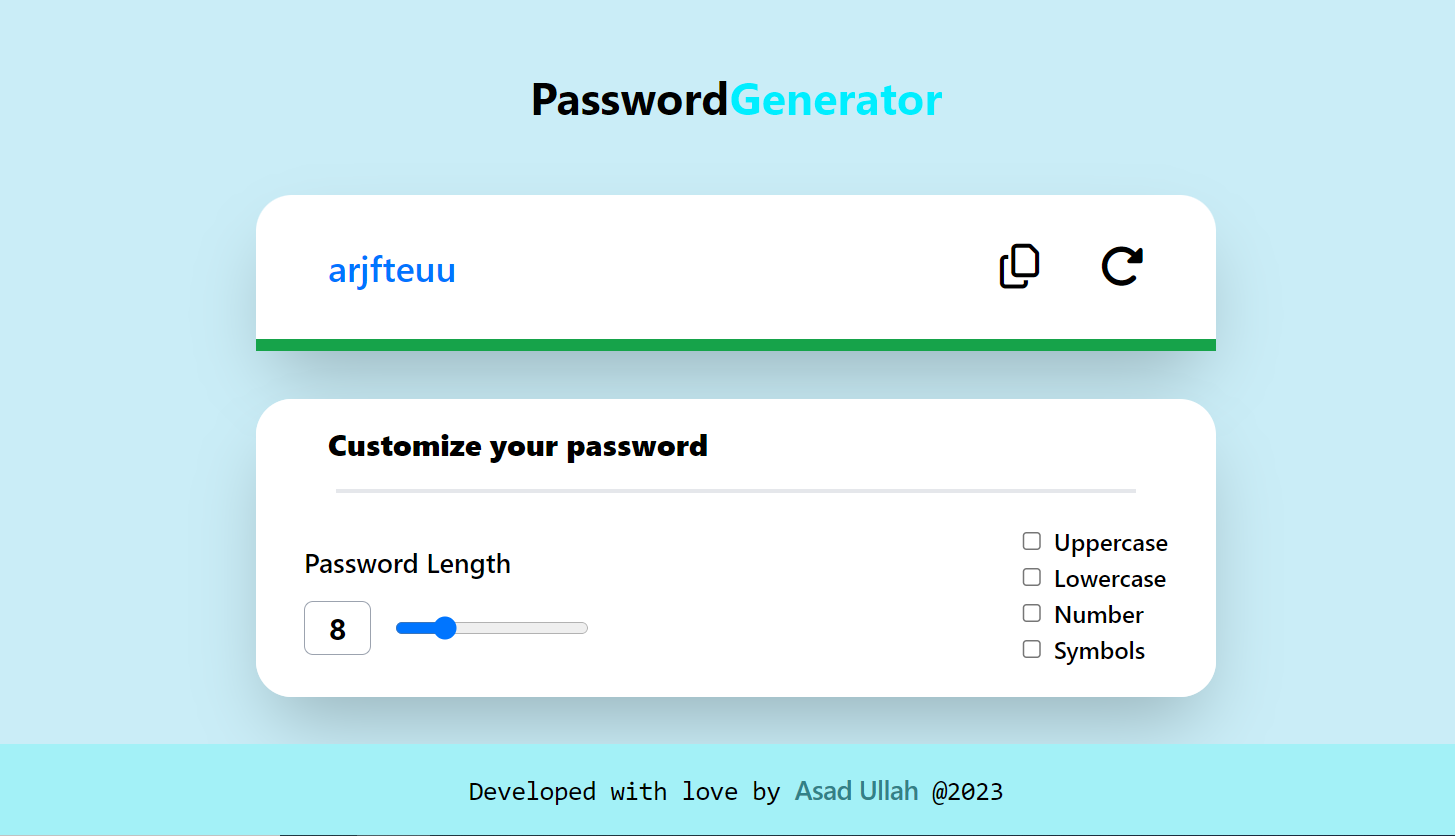 PasswordGenerator
arjfteuu
Customize your password
Password Length
8
Uppercase
Lowercase
Number
Symbols
Developed with love by Asad Ullah @2023